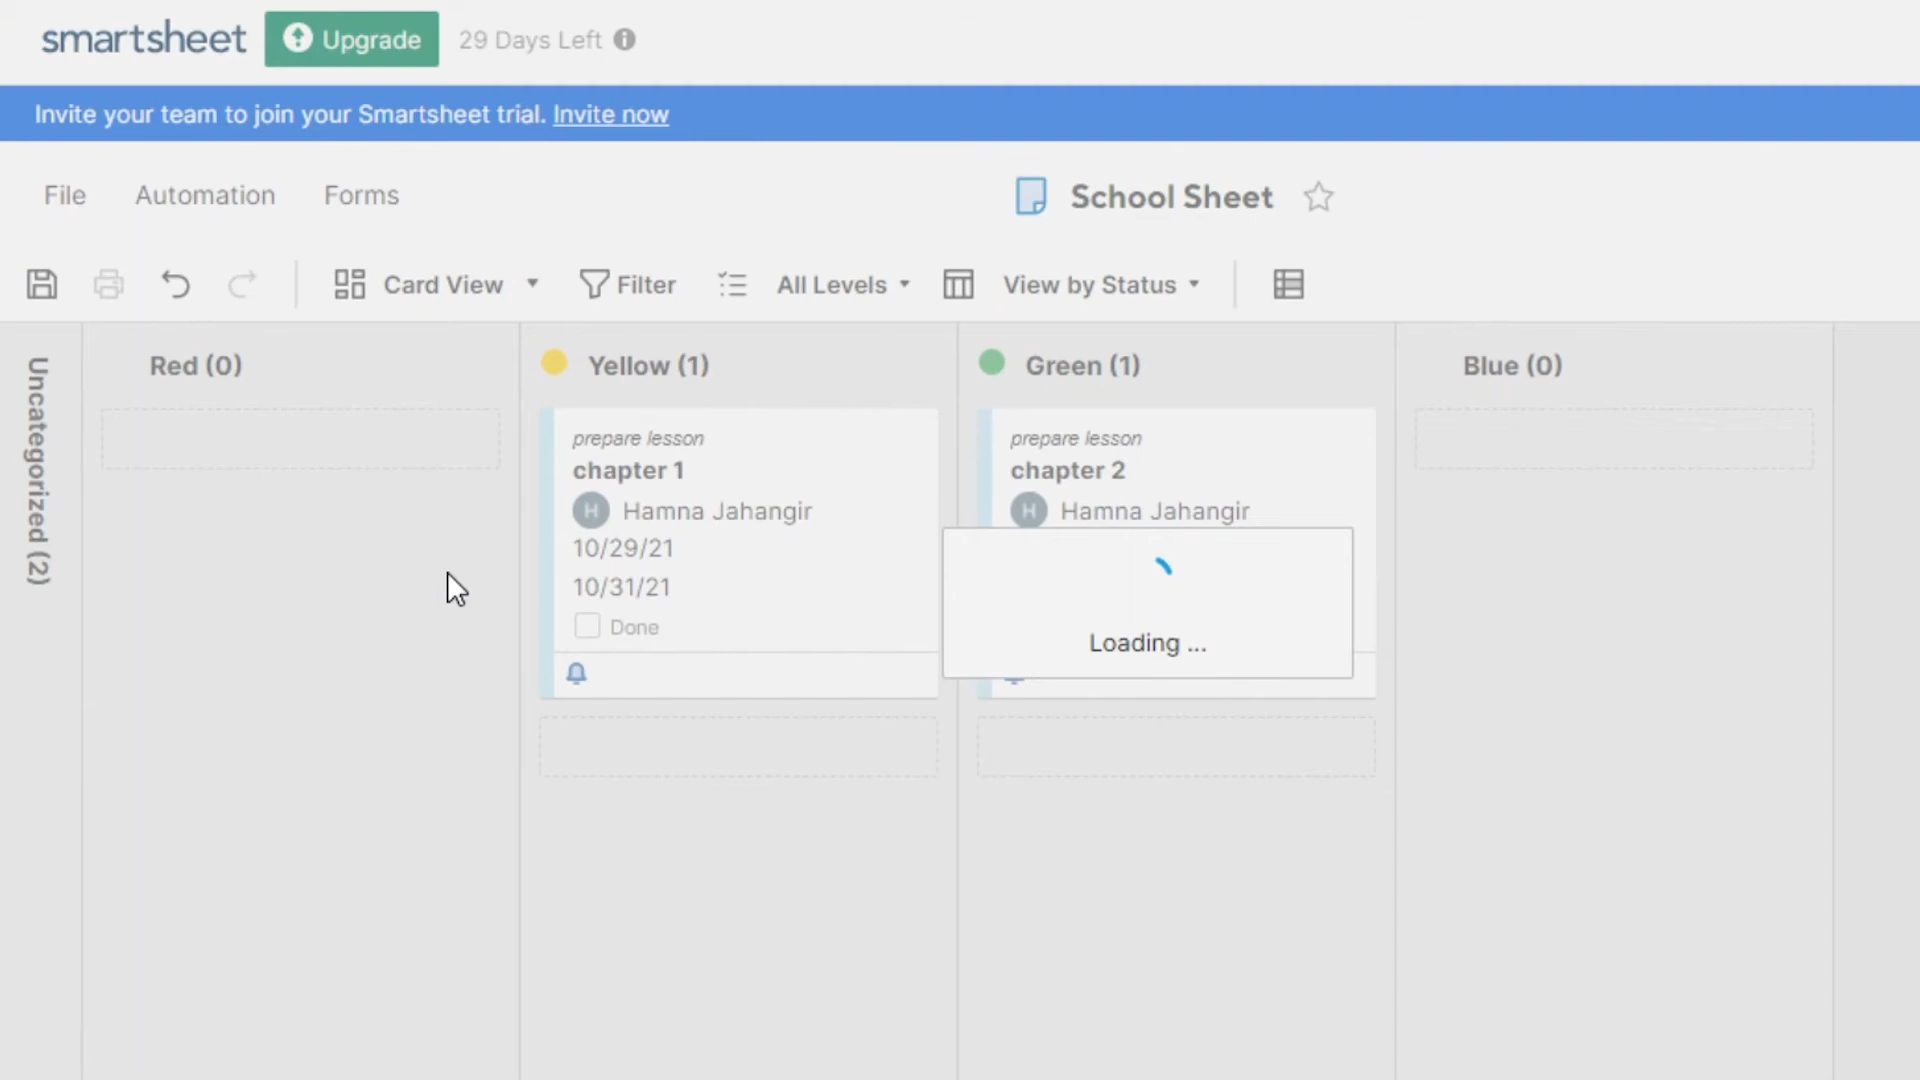 smartsheet
Upgrade
29 Days Left
Invite your team to join your Smartsheet trial. Invite now
File
Automation
Forms
School Sheet
Card View
Filter
All Levels
View by Status
Uncategorized (2)
Red (0)
Yellow (1)
Green (1)
Blue (0)
prepare lesson
chapter 1
H Hamna Jahangir
10/29/21
10/31/21
Done
prepare lesson
chapter 2
H Hamna Jahangir
Loading ...